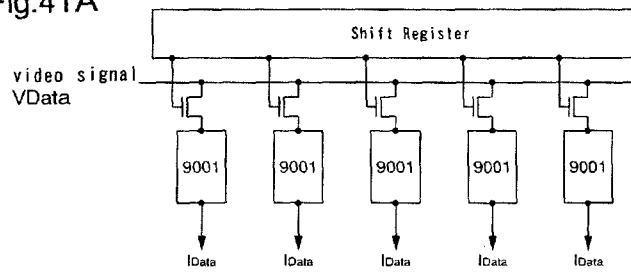 Fig.41A
Shift Register
video signal
VData
9001 9001 9001 9001 9001
IData IData IData IData IData